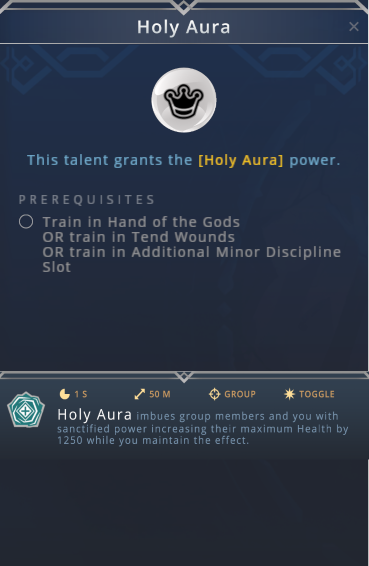 Holy Aura
This talent grants the [Holy Aura] power.
PREREQUISITES
Train in Hand of the Gods
OR train in Tend Wounds
OR train in Additional Minor Discipline
Slot
1 S 50 M GROUP TOGGLE
Holy Aura imbues group members and you with
sanctified power increasing their maximum Health by
1250 while you maintain the effect.